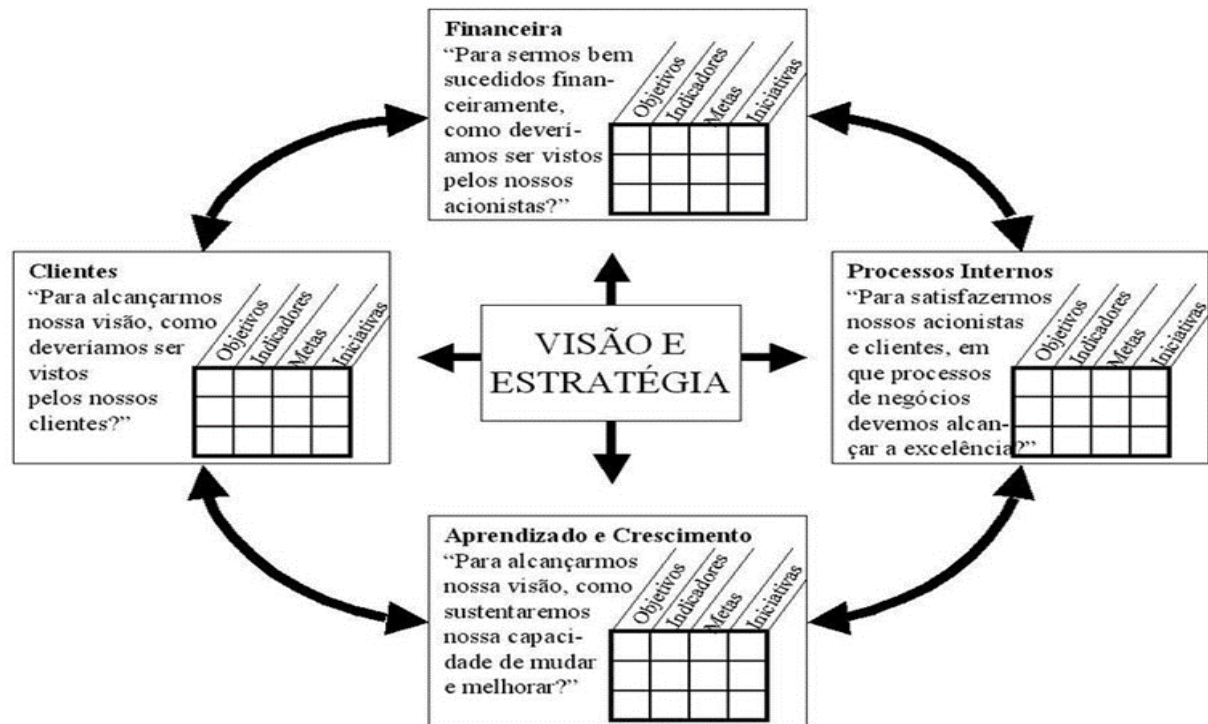 Financeira
“Para sermos bem
sucedidos finan-
ceiramente,
como deverí-
amos ser vistos
pelos nossos
acionistas?”
Objetivos
Indicadores
Metas
Iniciativas
Clientes
“Para alcançarmos
nossa visão, como
deveríamos ser
vistos
pelos nossos
clientes?”
Objetivos
Indicadores
Metas
Iniciativas
VISÃO E
ESTRATÉGIA
Processos Internos
“Para satisfazermos
nossos acionistas
e clientes, em
que processos
de negócios
devemos alcan-
çar a excelência?”
Objetivos
Indicadores
Metas
Iniciativas
Aprendizado e Crescimento
“Para alcançarmos
nossa visão, como
sustentaremos
nossa capaci-
dade de mudar
e melhorar?”
Objetivos
Indicadores
Metas
Iniciativas